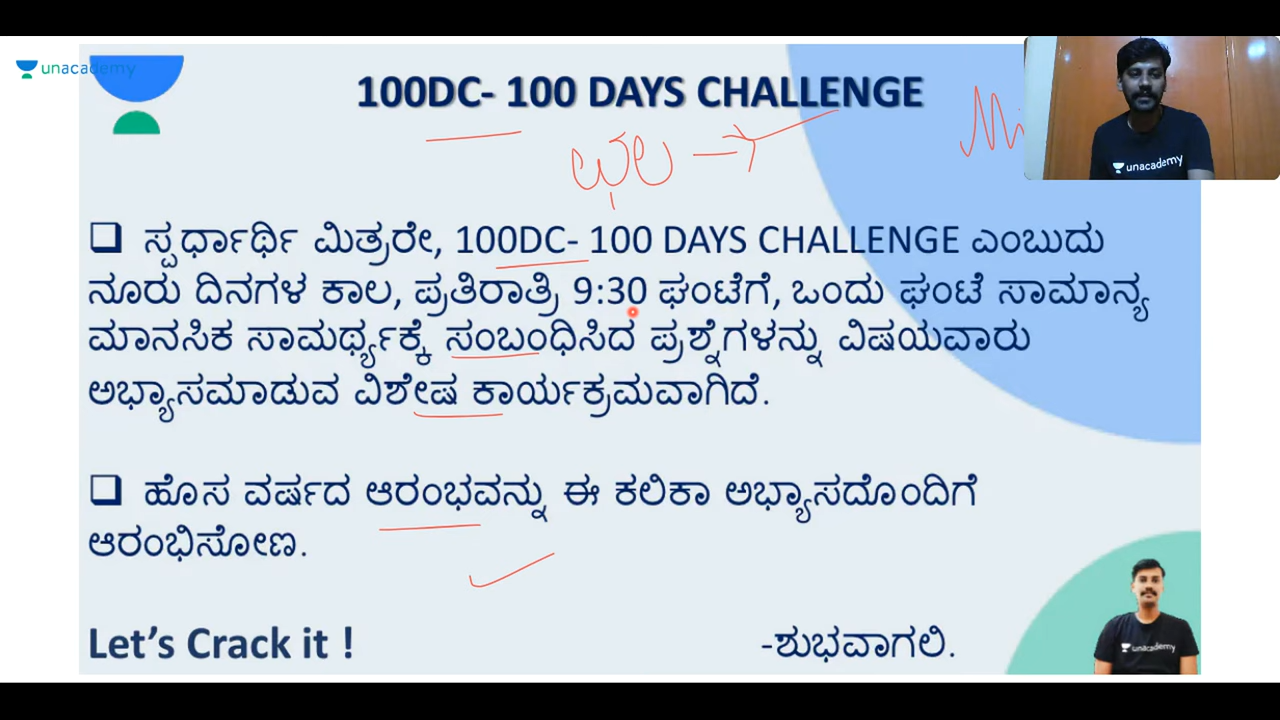 unacademy
100DC- 100 DAYS CHALLENGE
ಛಲ
unacademy
❑ ಸ್ಪರ್ಧಾರ್ಥಿ ಮಿತ್ರರೇ, 100DC- 100 DAYS CHALLENGE ಎಂಬುದು
ನೂರು ದಿನಗಳ ಕಾಲ, ಪ್ರತಿರಾತ್ರಿ 9:30 ಘಂಟೆಗೆ, ಒಂದು ಘಂಟೆ ಸಾಮಾನ್ಯ
ಮಾನಸಿಕ ಸಾಮರ್ಥ್ಯಕ್ಕೆ ಸಂಬಂಧಿಸಿದ ಪ್ರಶ್ನೆಗಳನ್ನು ವಿಷಯವಾರು
ಅಭ್ಯಾಸಮಾಡುವ ವಿಶೇಷ ಕಾರ್ಯಕ್ರಮವಾಗಿದೆ.
❑ ಹೊಸ ವರ್ಷದ ಆರಂಭವನ್ನು ಈ ಕಲಿಕಾ ಅಭ್ಯಾಸದೊಂದಿಗೆ
ಆರಂಭಿಸೋಣ.
Let's Crack it !
-ಶುಭವಾಗಲಿ.
unacademy